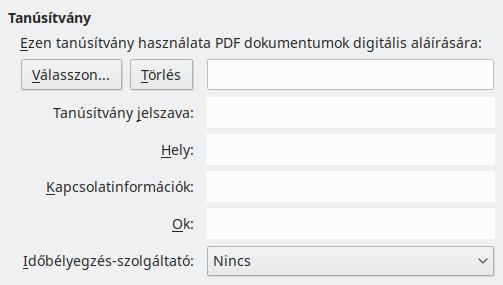 Tanúsítvány
Ezen tanúsítvány használata PDF dokumentumok digitális aláírására:
Válasszon... Törlés
Tanúsítvány jelszava:
Hely:
Kapcsolatinformációk:
Ok:
Időbélyegzés-szolgáltató: Nincs